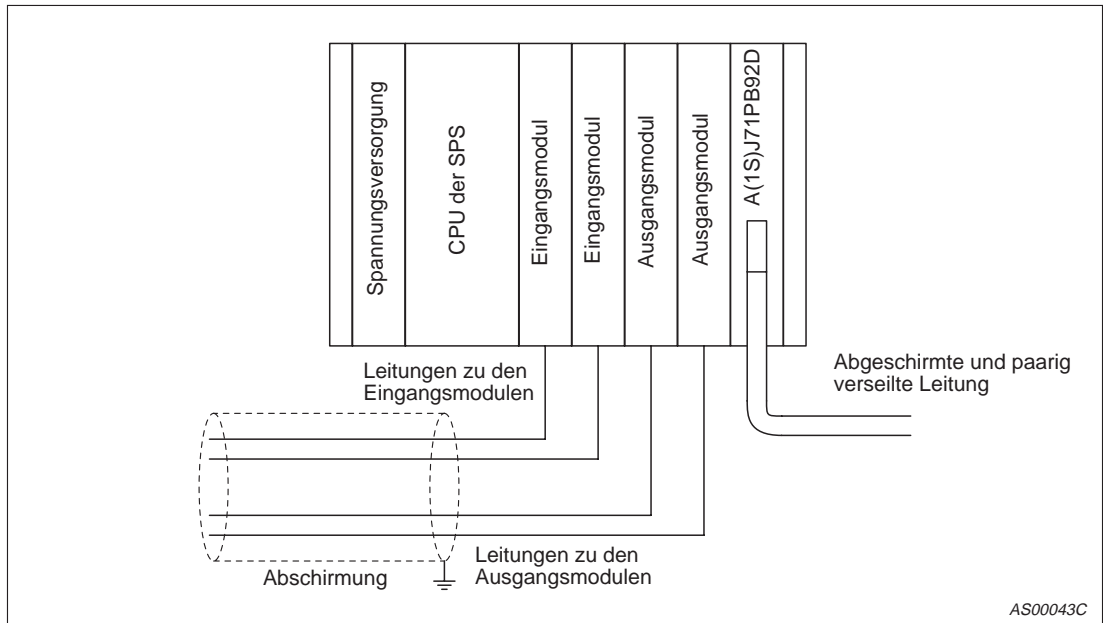 Spannungsversorgung
CPU der SPS
Eingangsmodul
Eingangsmodul
Ausgangsmodul
Ausgangsmodul
A(1S)J71PB92D
Leitungen zu den
Eingangsmodulen
Abgeschirmte und paarig
verseilte Leitung
Leitungen zu den
Ausgangsmodulen
Abschirmung
AS00043C